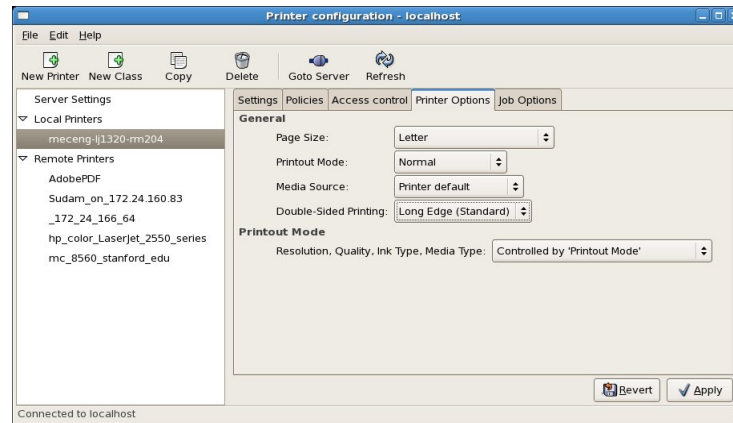 Printer configuration - localhost
File Edit Help
New Printer New Class Copy Delete Goto Server Refresh
Server Settings
Local Printers
meceng-lj1320-rm204
Remote Printers
AdobePDF
Sudam_on_172.24.160.83
_172_24_166_64
hp_color_LaserJet_2550_series
mc_8560_stanford_edu
Settings Policies Access control Printer Options Job Options
General
Page Size: Letter
Printout Mode: Normal
Media Source: Printer default
Double-Sided Printing: Long Edge (Standard)
Printout Mode
Resolution, Quality, Ink Type, Media Type: Controlled by 'Printout Mode'
Revert Apply
Connected to localhost